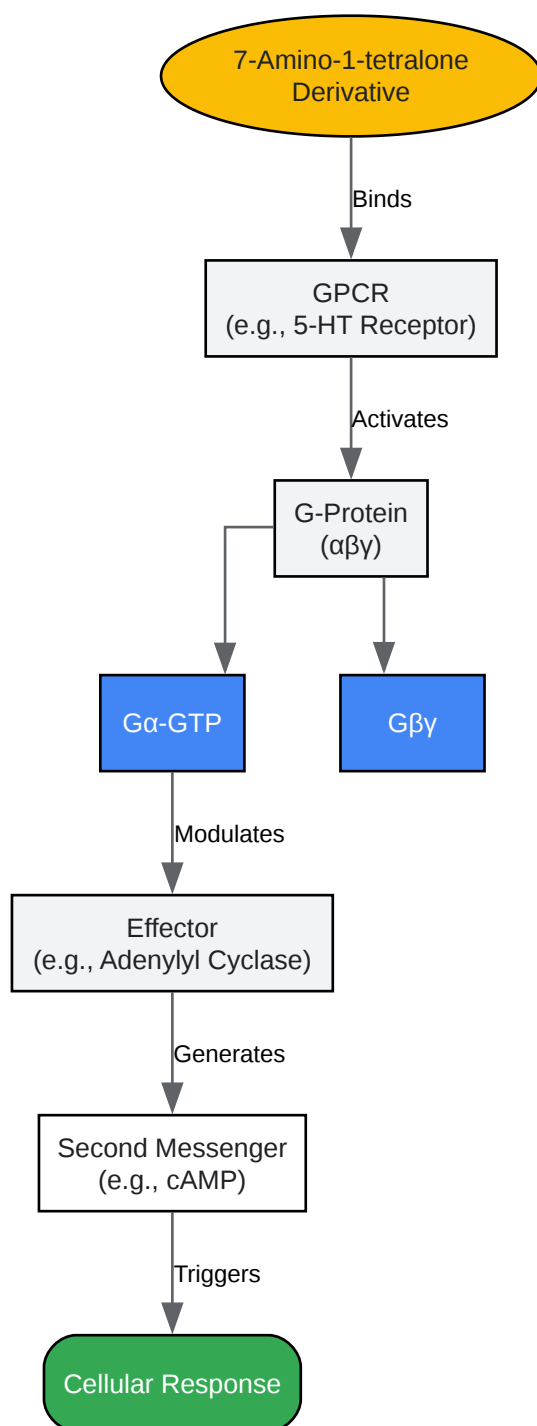 7-Amino-1-tetralone
Derivative
Binds
GPCR
(e.g., 5-HT Receptor)
Activates
G-Protein
(αβγ)
Gα-GTP
Gβγ
Modulates
Effector
(e.g., Adenylyl Cyclase)
Generates
Second Messenger
(e.g., cAMP)
Triggers
Cellular Response